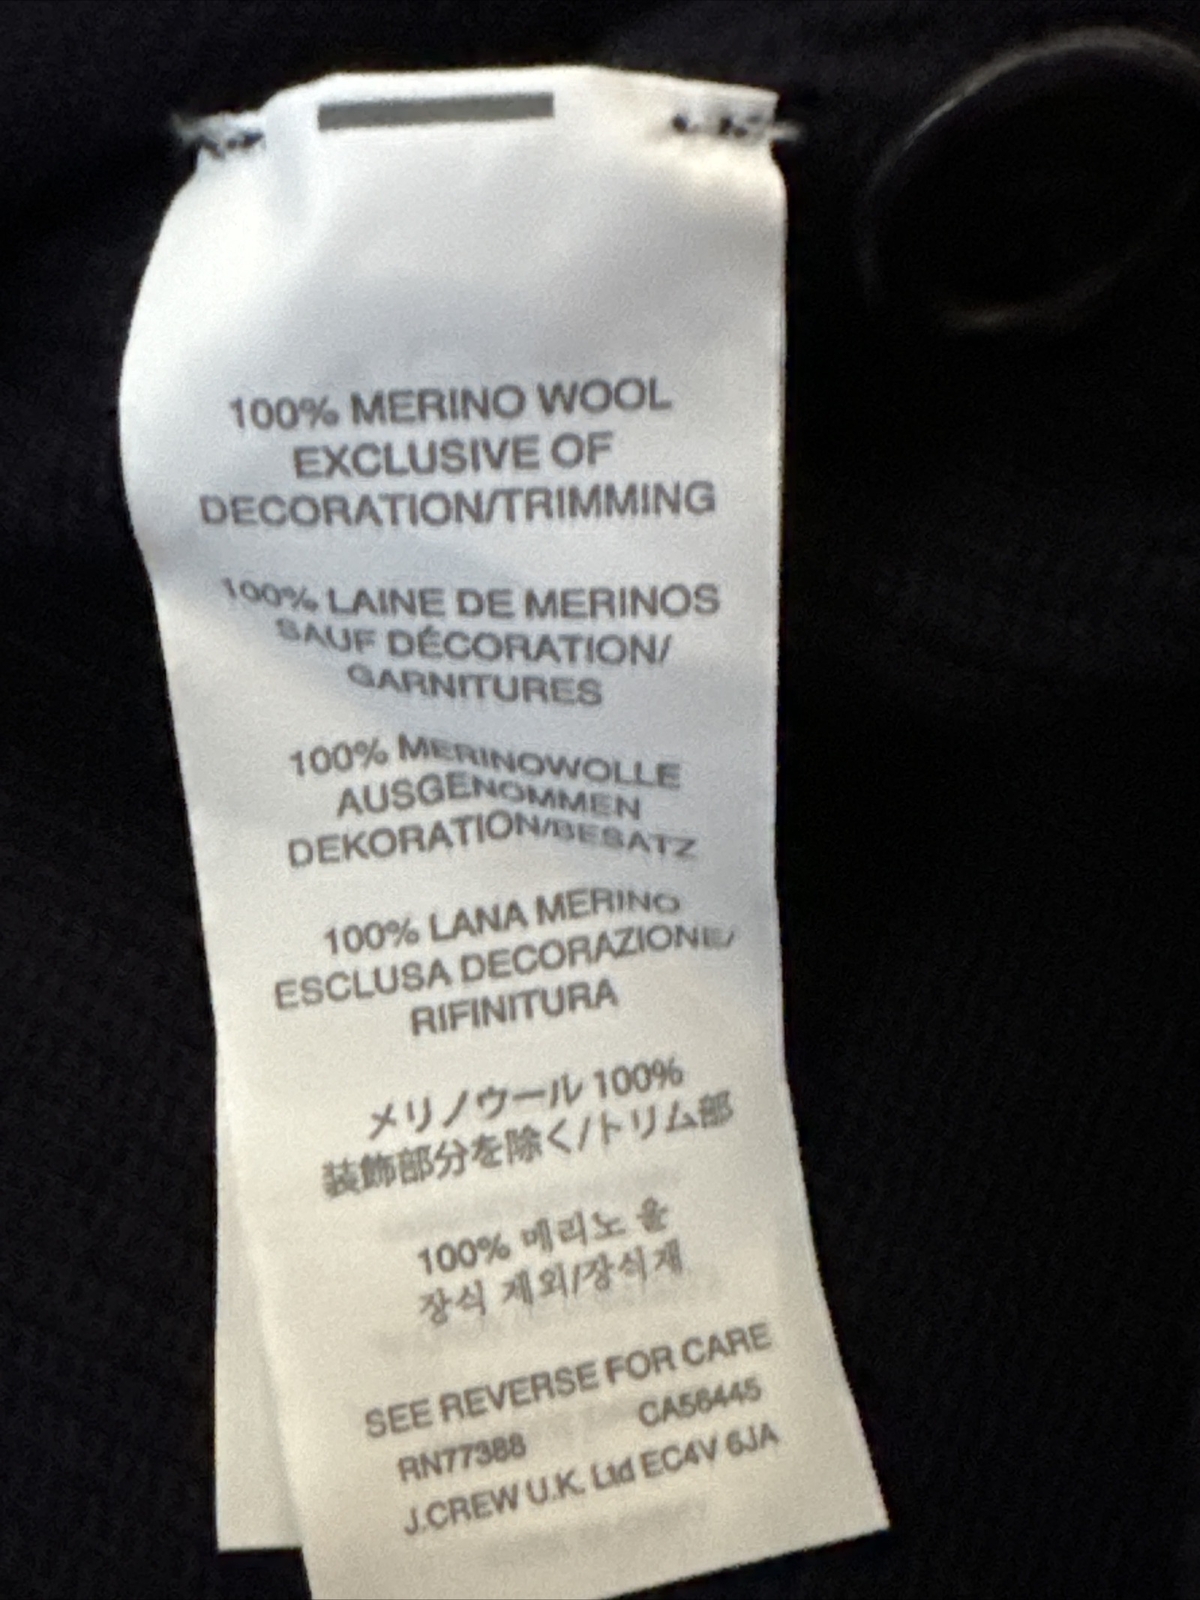 100% MERINO WOOL
EXCLUSIVE OF
DECORATION/TRIMMING
100% LAINE DE MERINOS
SAUF DÉCORATION/
GARNITURES
100% MERINOWOLLE
AUSGENOMMEN
DEKORATION/BESATZ
100% LANA MERINO
ESCLUSA DECORAZIONE/
RIFINITURA
メリノウール 100%
装飾部分を除く/トリム部
100% 메리노 울
장식 제외/장식재
SEE REVERSE FOR CARE
RN77388 CA56445
J.CREW U.K. Ltd EC4V 6JA